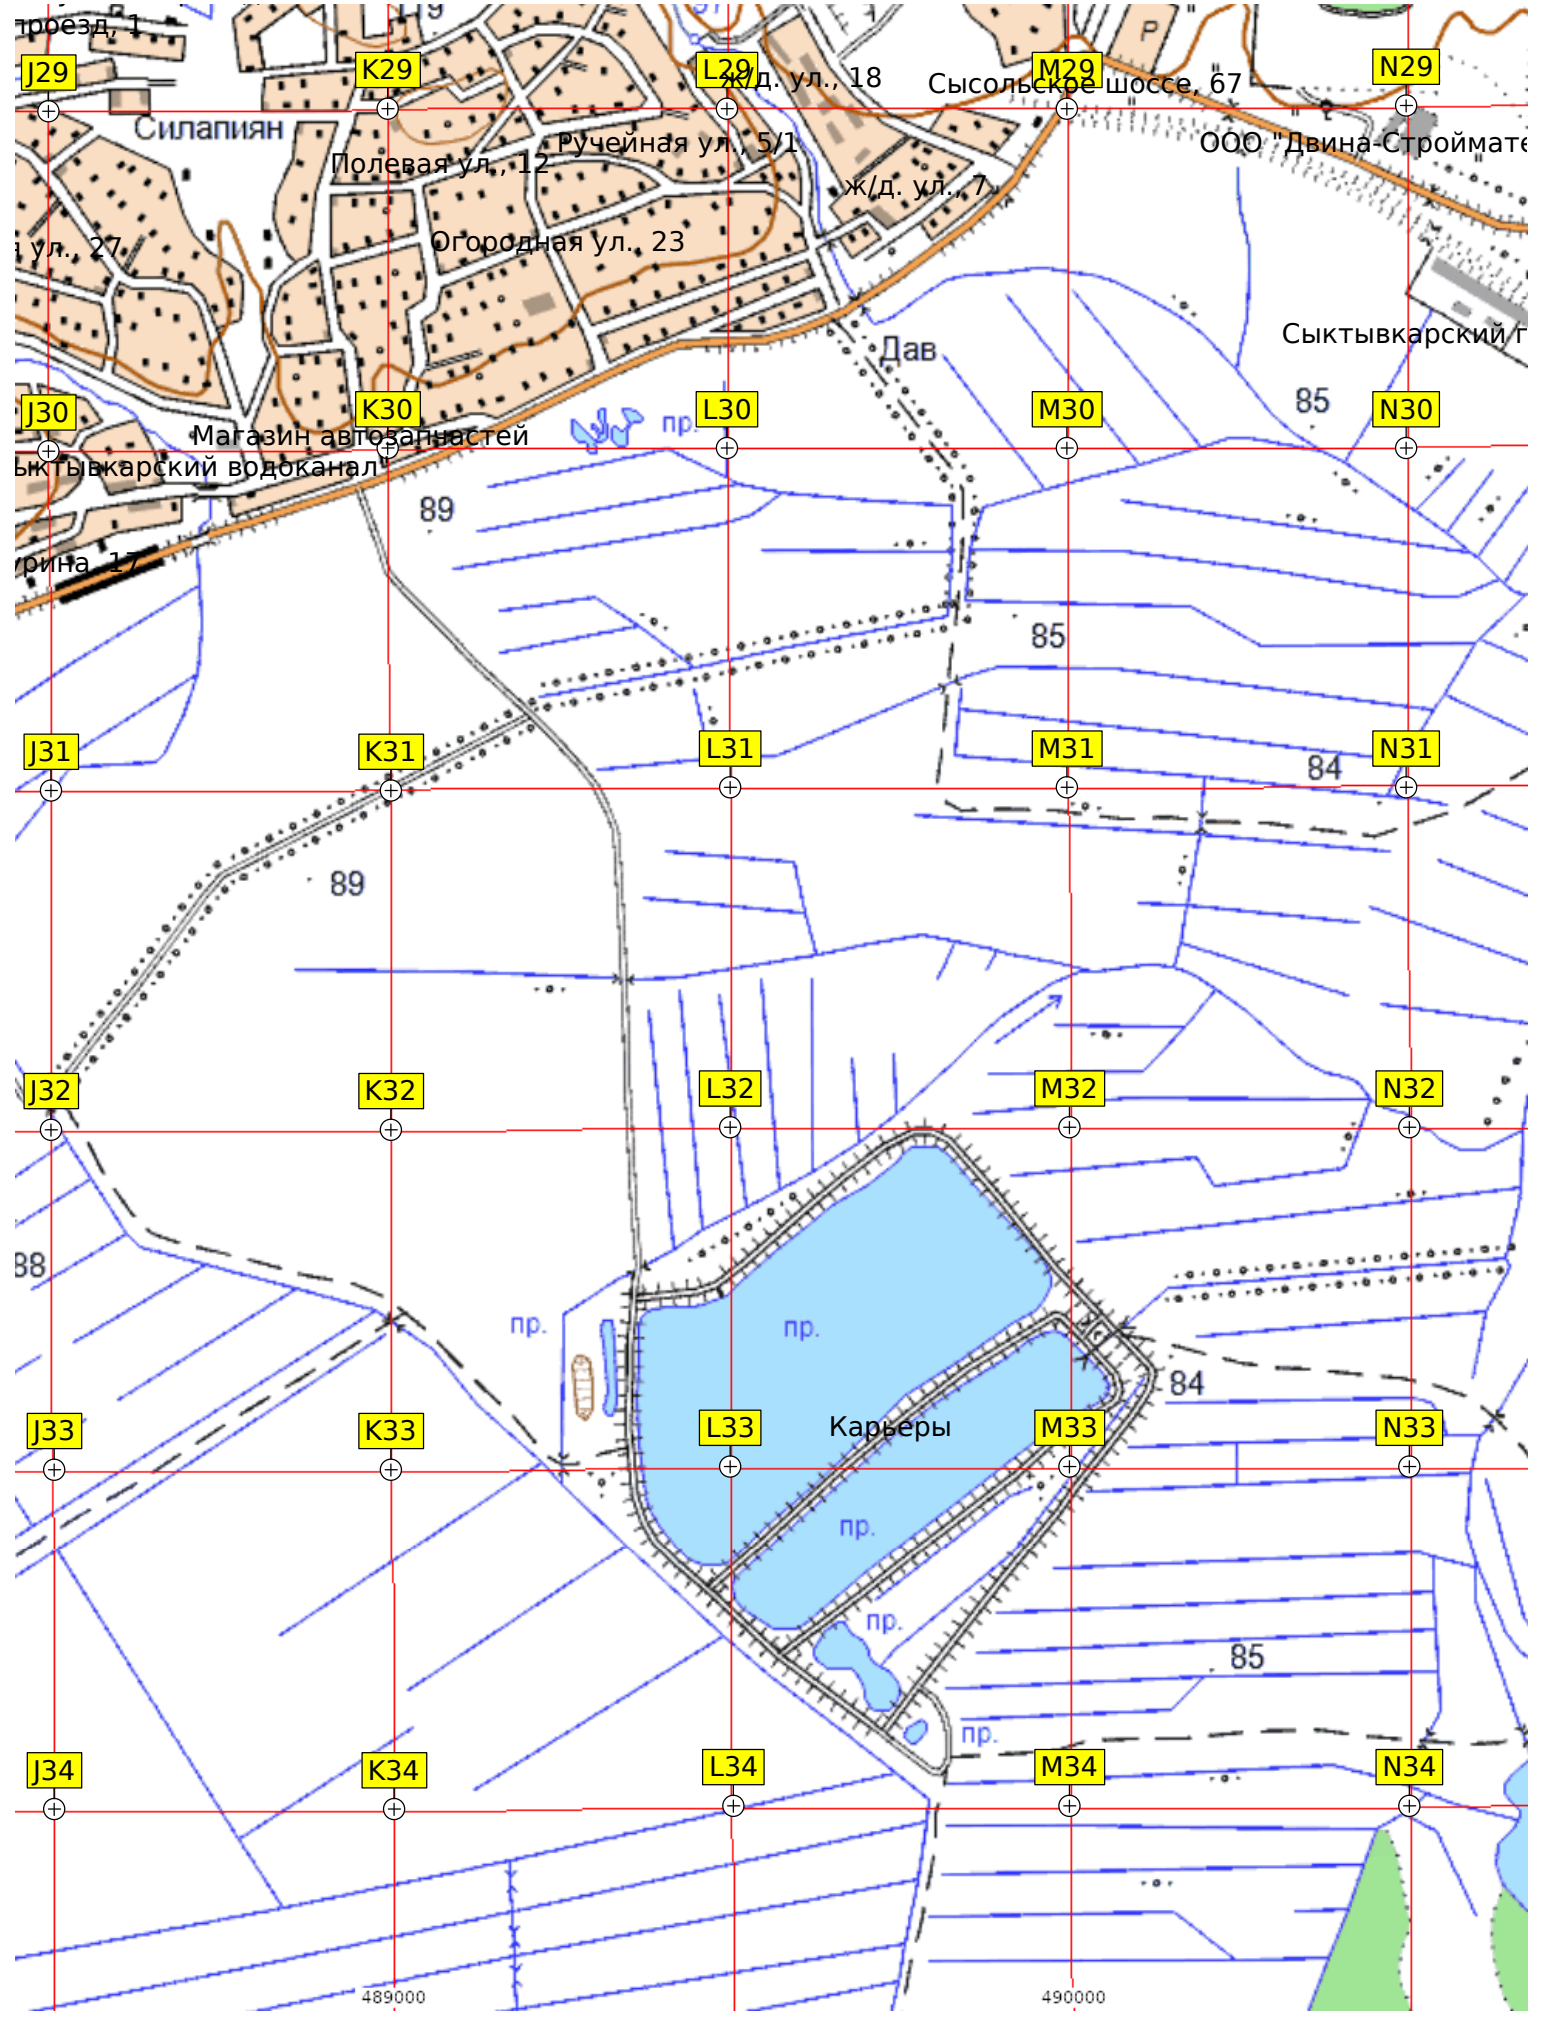 проезд, 1
J29
K29
L29
ж/д. ул., 18
M29
Сысольское шоссе, 67
N29
Р
Силапиян
Полевая ул., 12
Ручейная ул., 5/1
ж/д. ул., 7
ООО "Двина-Строймате
ул., 27
Огородная ул., 23
Дав
Сыктывкарский г
85
J30
K30
L30
M30
N30
пр.
Магазин автозапчастей
ыктывкарский водоканал"
89
урина, 17
85
J31
K31
L31
M31
N31
84
89
J32
K32
L32
M32
N32
88
пр.
пр.
84
J33
K33
L33
Карьеры
M33
N33
пр.
пр.
85
пр.
J34
K34
L34
M34
N34
489000
490000